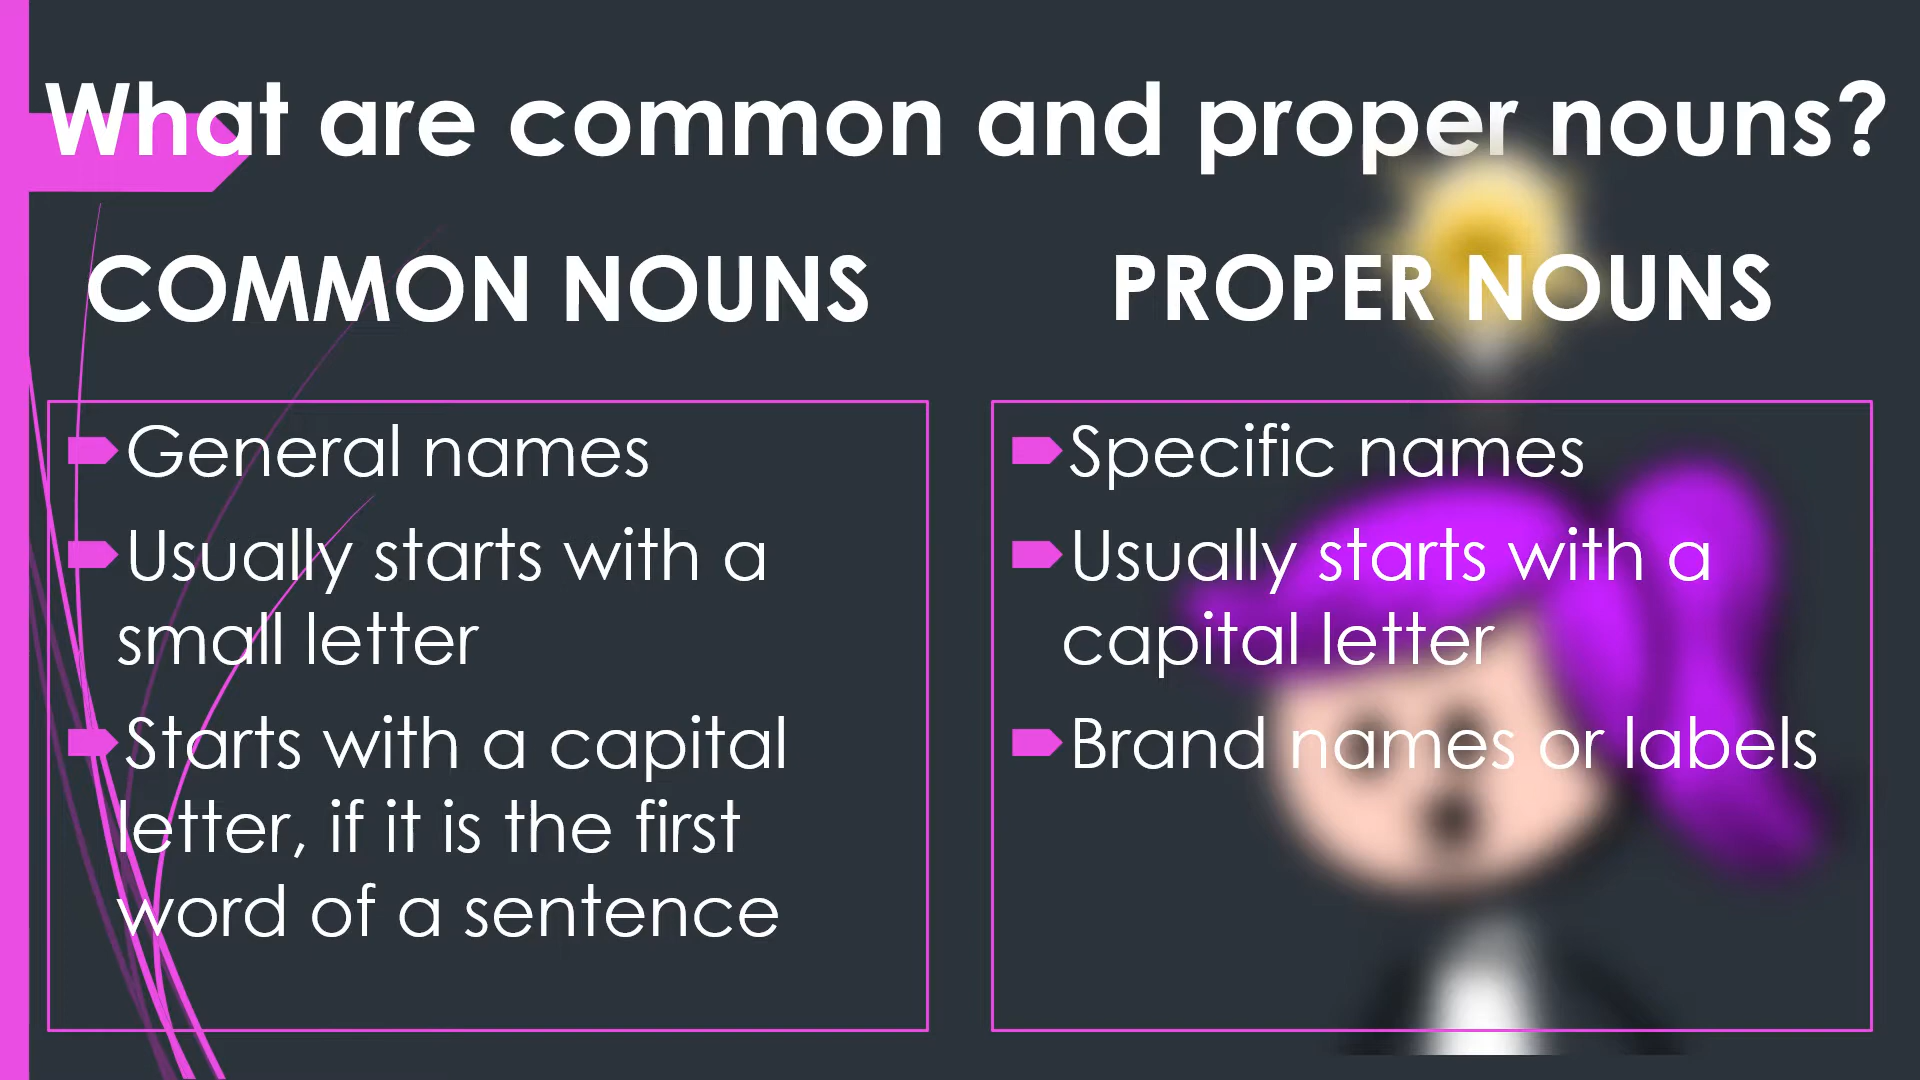 What are common and proper nouns?
COMMON NOUNS
General names
Usually starts with a
small letter
Starts with a capital
letter, if it is the first
word of a sentence
PROPER NOUNS
Specific names
Usually starts with a
capital letter
Brand names or labels